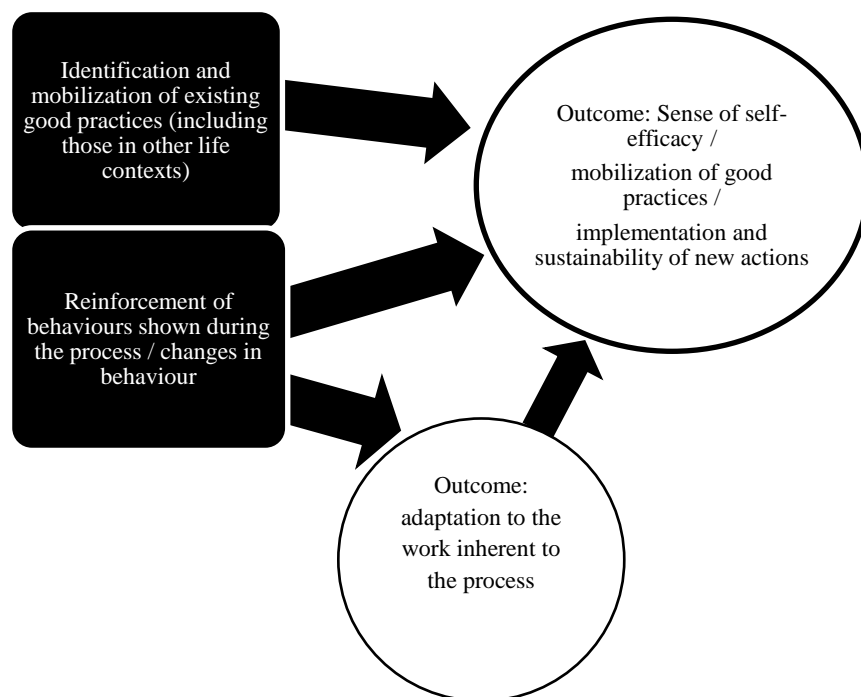 Identification and
mobilization of existing
good practices (including
those in other life
contexts)
Reinforcement of
behaviours shown during
the process / changes in
behaviour
Outcome: Sense of self-
efficacy /
mobilization of good
practices /
implementation and
sustainability of new actions
Outcome:
adaptation to the
work inherent to
the process